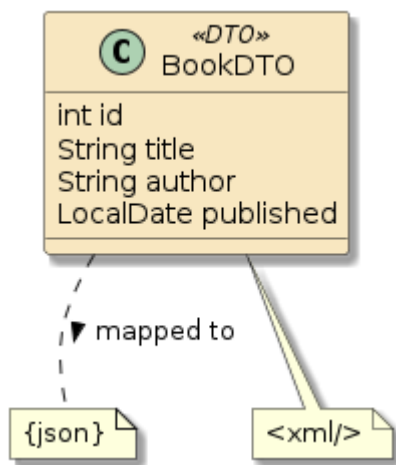 C
«DTO»
BookDTO
int id
String title
String author
LocalDate published
mapped to
{json}
<xml/>